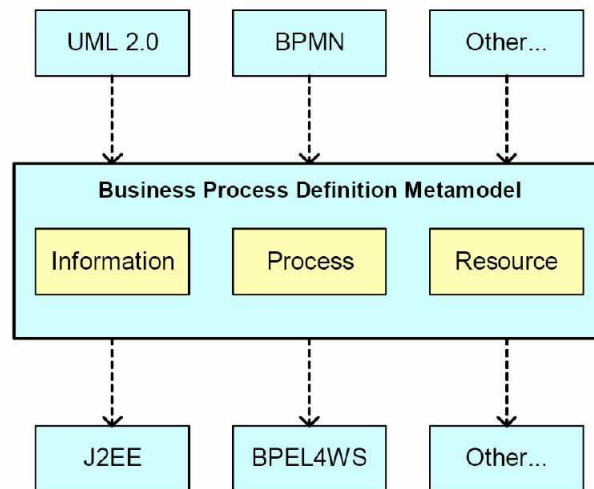 UML 2.0
BPMN
Other...
Business Process Definition Metamodel
Information
Process
Resource
J2EE
BPEL4WS
Other...